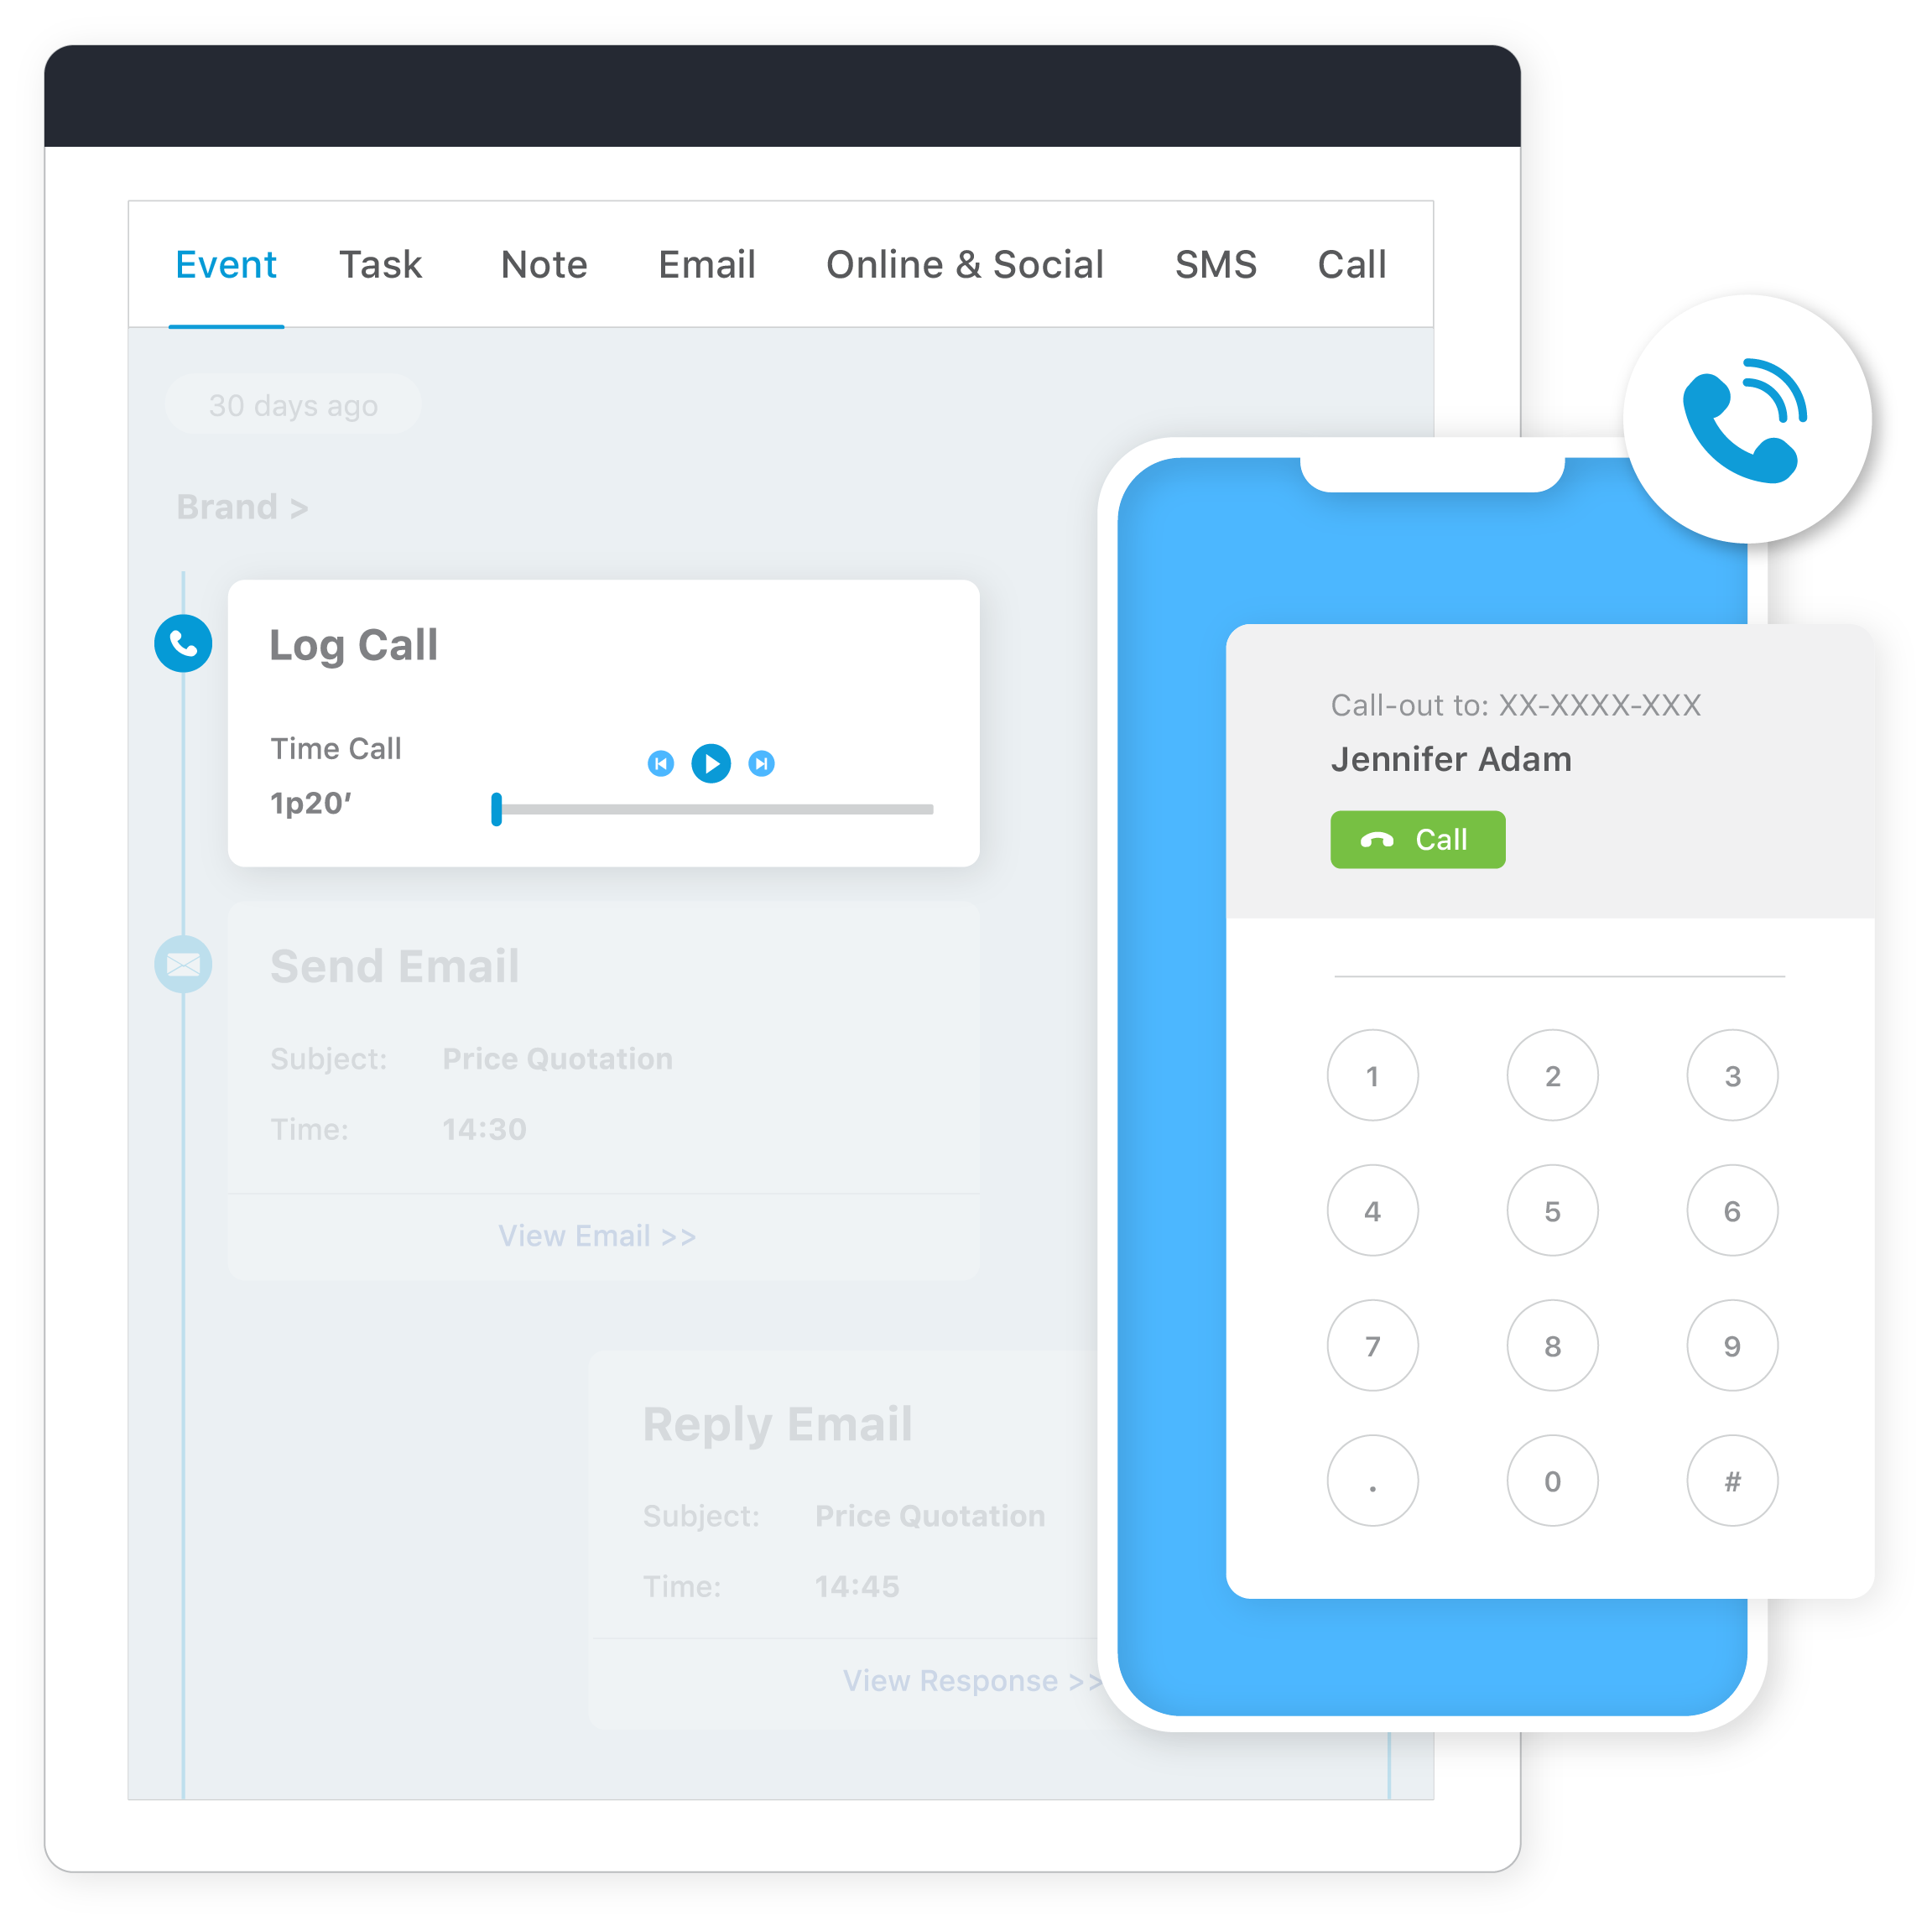 Event Task Note Email Online & Social SMS Call
30 days ago
Brand >
Log Call
Time Call
1p20’
Send Email
Subject: Price Quotation
Time: 14:30
View Email >>
Reply Email
Subject: Price Quotation
Time: 14:45
View Response >>
Call-out to: XX-XXXX-XXX
Jennifer Adam
Call
1 2 3
4 5 6
7 8 9
. 0 #